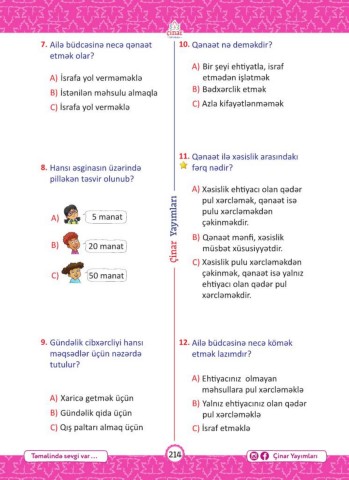 Çinar
7. Ailə büdcəsinə necə qənaət
etmək olar?
A) İsrafa yol verməməklə
B) İstənilən məhsulu almaqla
C) İsrafa yol verməklə
8. Hansı əsginasın üzərində
pilləkən təsvir olunub?
A) 5 manat
B) 20 manat
C) 50 manat
9. Gündəlik cibxərcliyi hansı
məqsədlər üçün nəzərdə
tutulur?
A) Xaricə getmək üçün
B) Gündəlik qida üçün
C) Qış paltarı almaq üçün
Çinar Yayımları
10. Qənaət nə deməkdir?
A) Bir şeyi ehtiyatla, israf
etmədən işlətmək
B) Bədxərclik etmək
C) Azla kifayətlənməmək
11. Qənaət ilə xəsislik arasındakı
fərq nədir?
A) Xəsislik ehtiyacı olan qədər
pul xərcləmək, qənaət isə
pulu xərcləməkdən
çəkinməkdir.
B) Qənaət mənfi, xəsislik
müsbət xüsusiyyətdir.
C) Xəsislik pulu xərcləməkdən
çəkinmək, qənaət isə yalnız
ehtiyacı olan qədər pul
xərcləməkdir.
12. Ailə büdcəsinə necə kömək
etmək lazımdır?
A) Ehtiyacınız olmayan
məhsullara pul xərcləməklə
B) Yalnız ehtiyacınız olan qədər
pul xərcləməklə
C) İsraf etməklə
Təməlində sevgi var ...
214
Çinar Yayımları